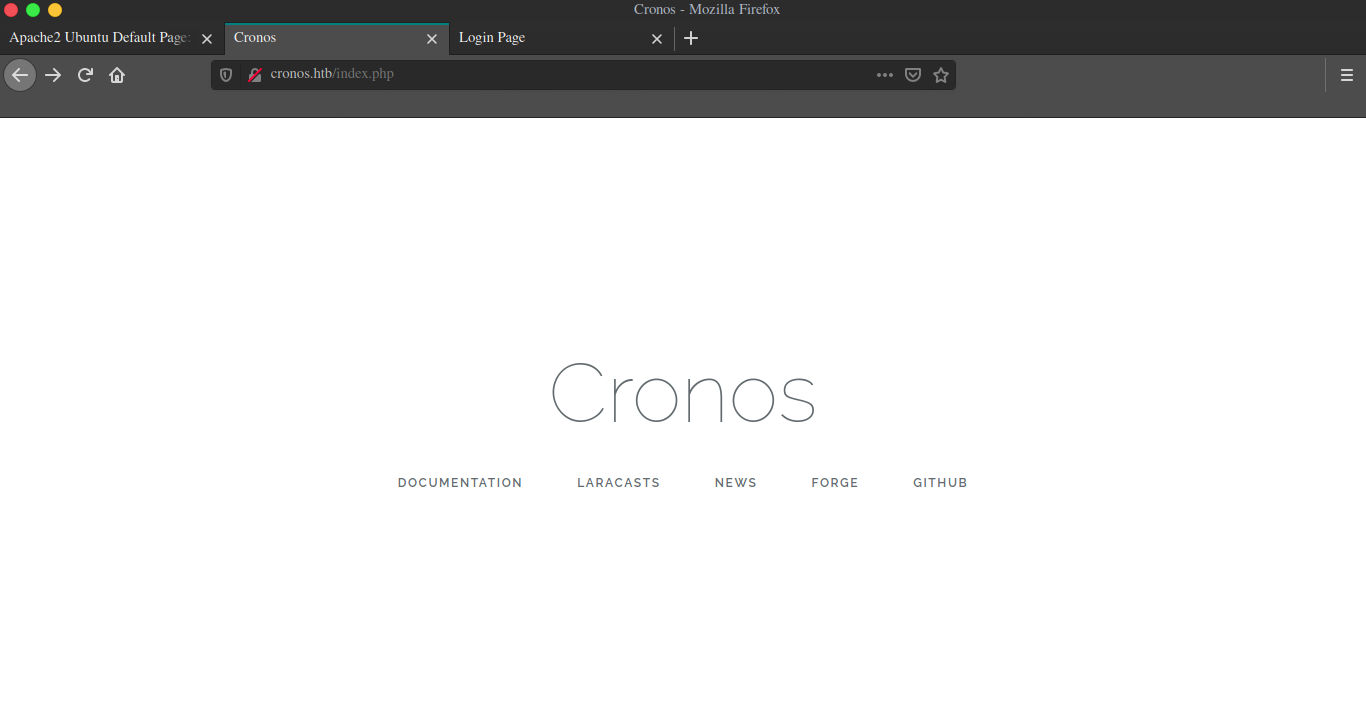 Cronos - Mozilla Firefox
Apache2 Ubuntu Default Page: Cronos Login Page
cronos.htb/index.php
Cronos
DOCUMENTATION LARACASTS NEWS FORGE GITHUB